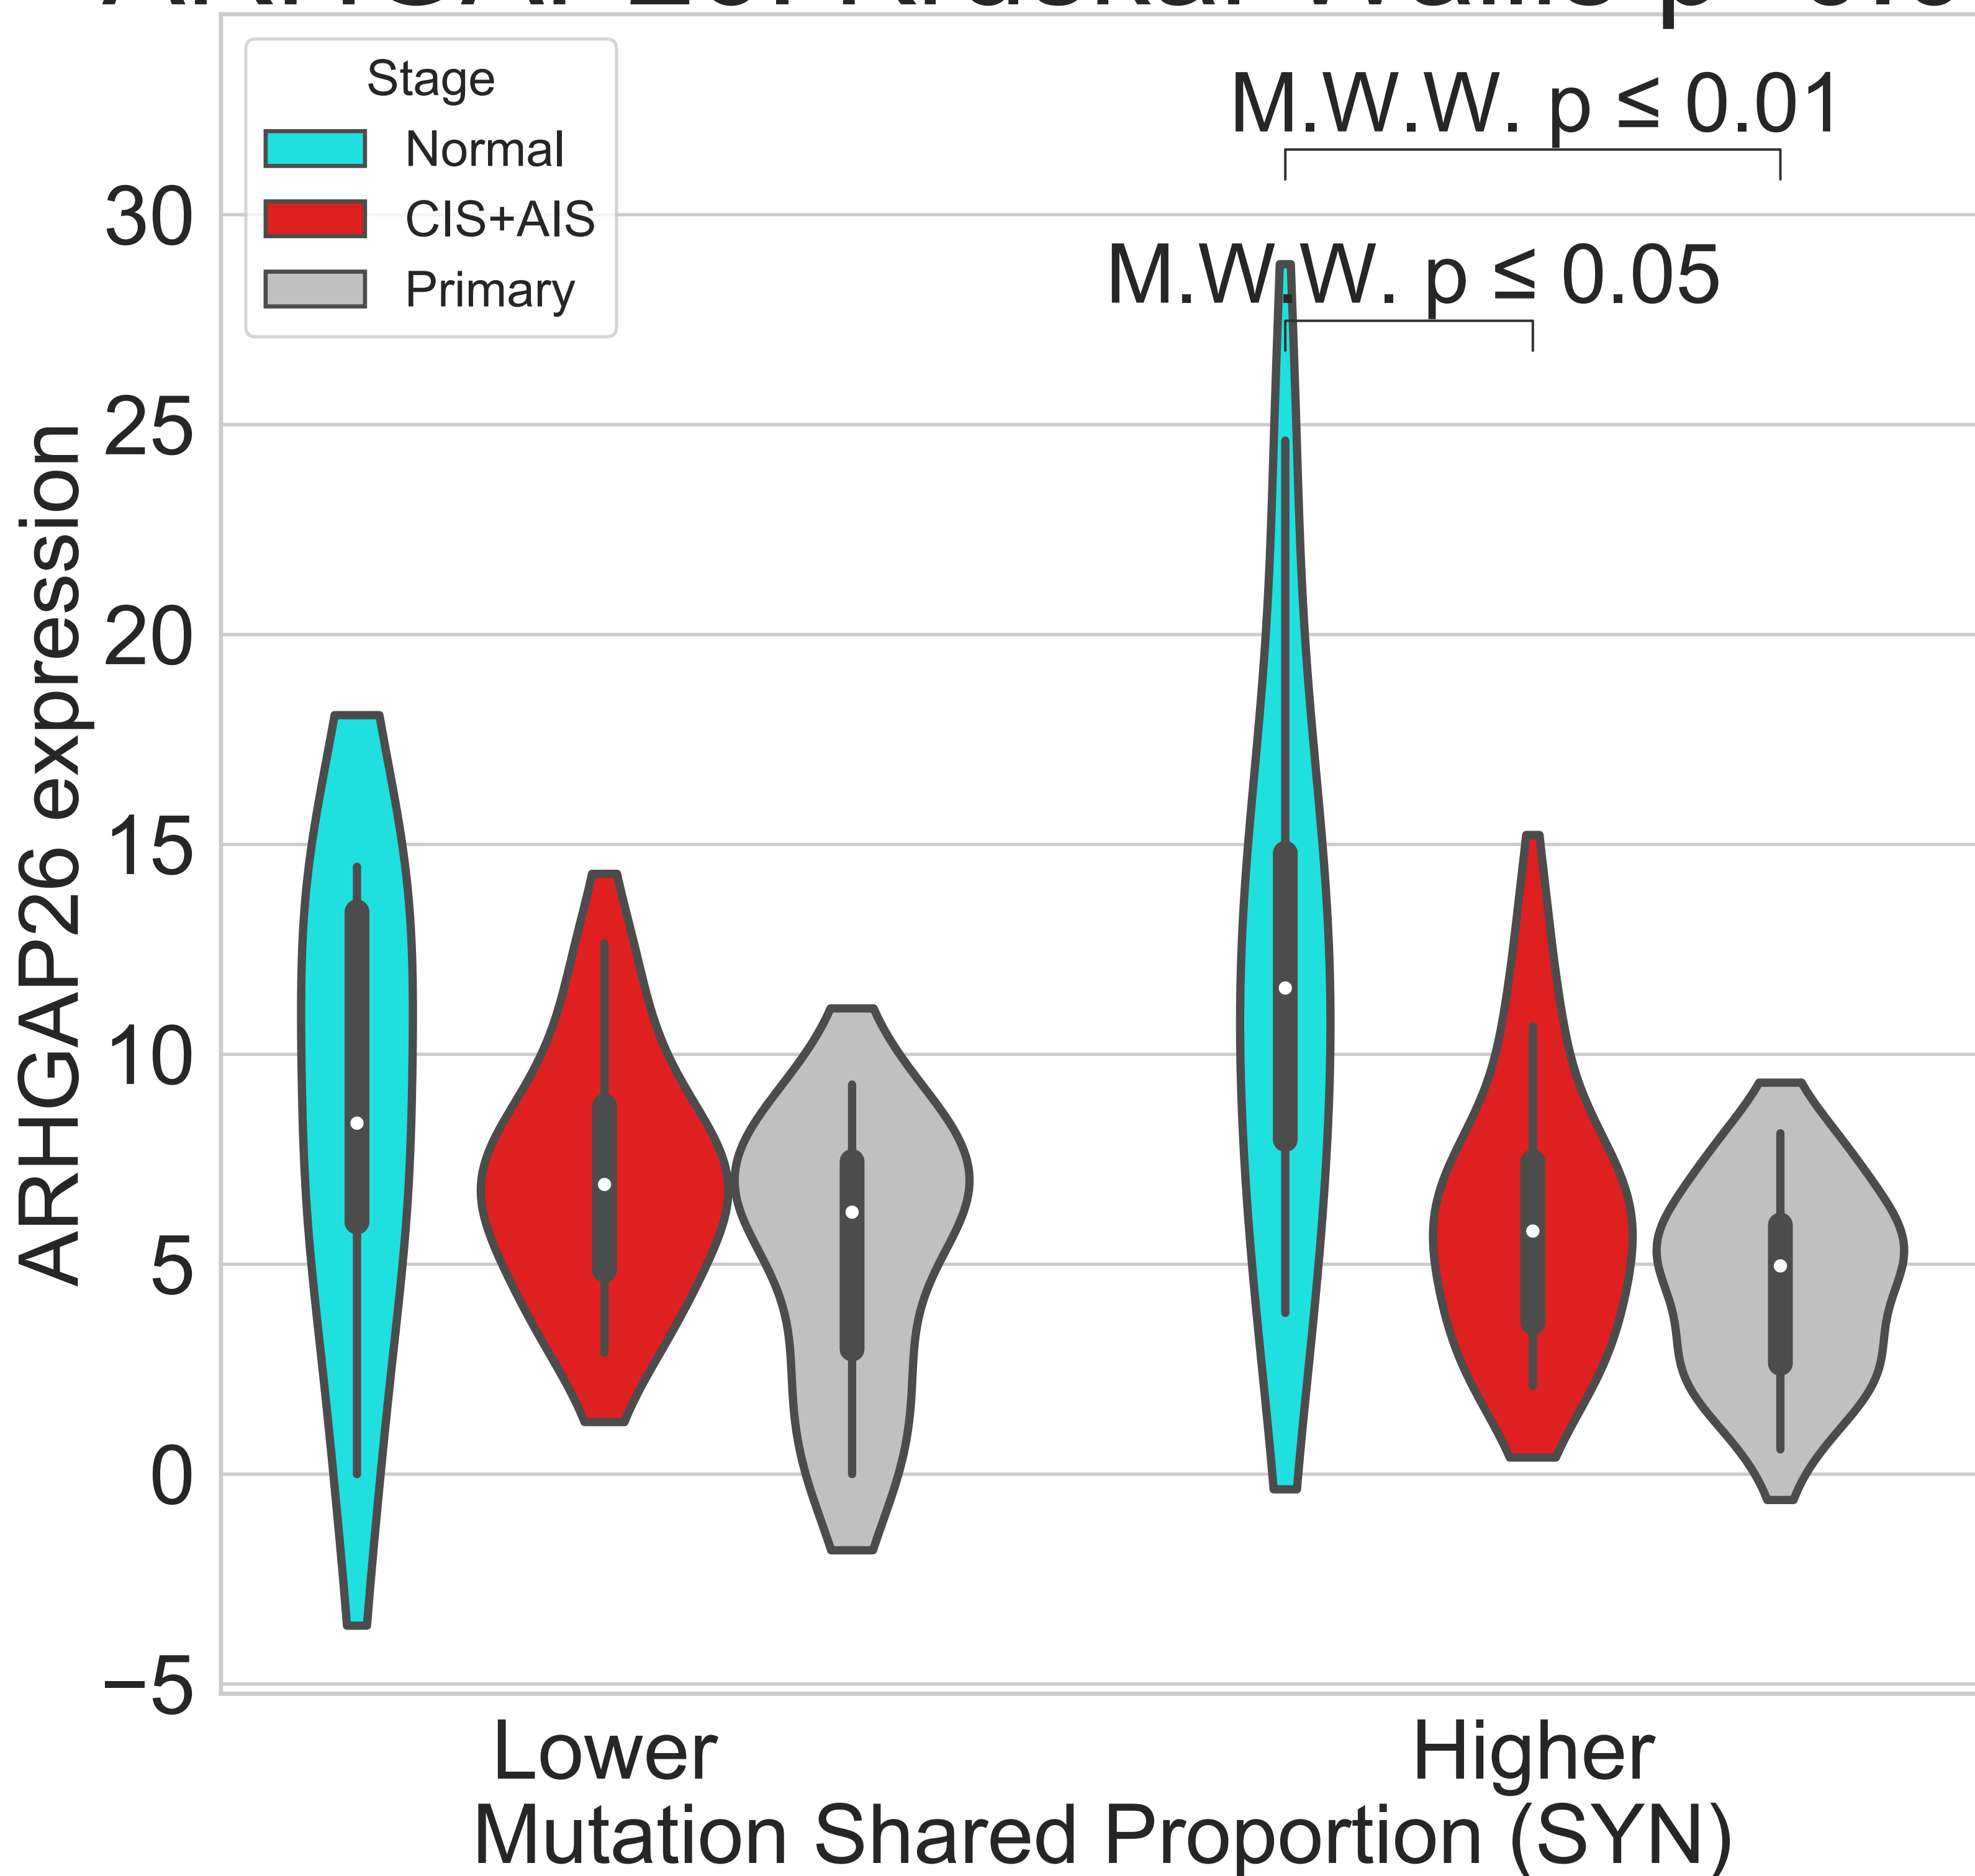 Stage
Normal
CIS+AIS
Primary
M.W.W. p ≤ 0.01
M.W.W. p ≤ 0.05
ARHGAP26 expression
30
25
20
15
10
5
0
−5
Lower
Higher
Mutation Shared Proportion (SYN)